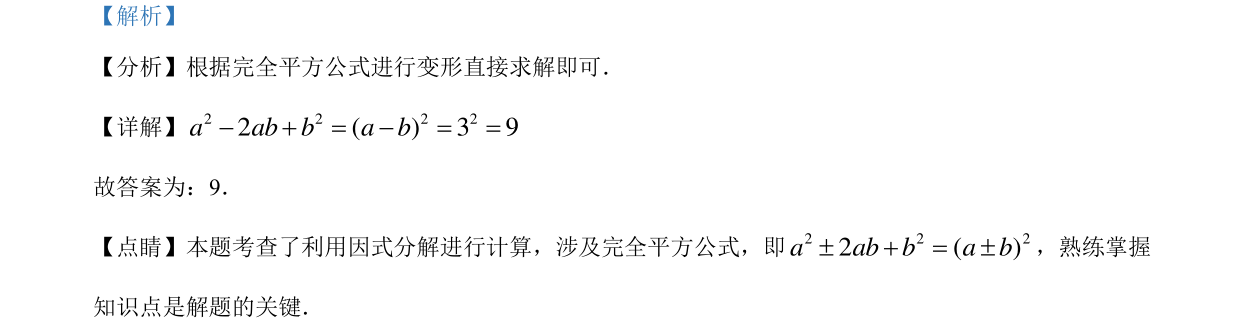 【解析】
【分析】根据完全平方公式进行变形直接求解即可．
【详解】a² − 2ab + b² = (a − b)² = 3² = 9
故答案为：9．
【点睛】本题考查了利用因式分解进行计算，涉及完全平方公式，即 a² ± 2ab + b² = (a ± b)²，熟练掌握
知识点是解题的关键．